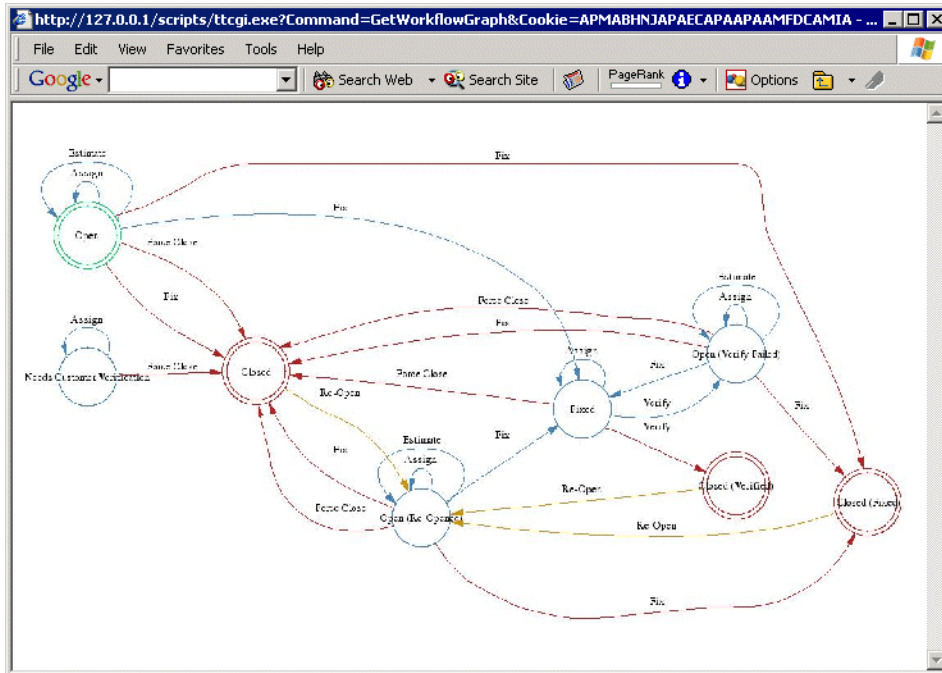 http://127.0.0.1/scripts/ttcgi.exe?Command=GetWorkflowGraph&Cookie=APMABHNJAPAECAPAAPAAMFDCAMIA - ...
File Edit View Favorites Tools Help
Google Search Web Search Site PageRank Options
Estimate
Assign
Fix
Open
Fix
Force Close
Fix
Estimate
Assign
Force Close
Fix
Open (Verify Failed)
Assign
Needs Customer Verification
Force Close
Closed
Assign
Fix
Force Close
Re-Open
Fixed
Verify
Verify
Fix
Fix
Estimate
Assign
Fix
Closed (Verified)
Re-Open
Closed (Fixed)
Force Close
Open (Re-Opened)
Re-Open
Fix